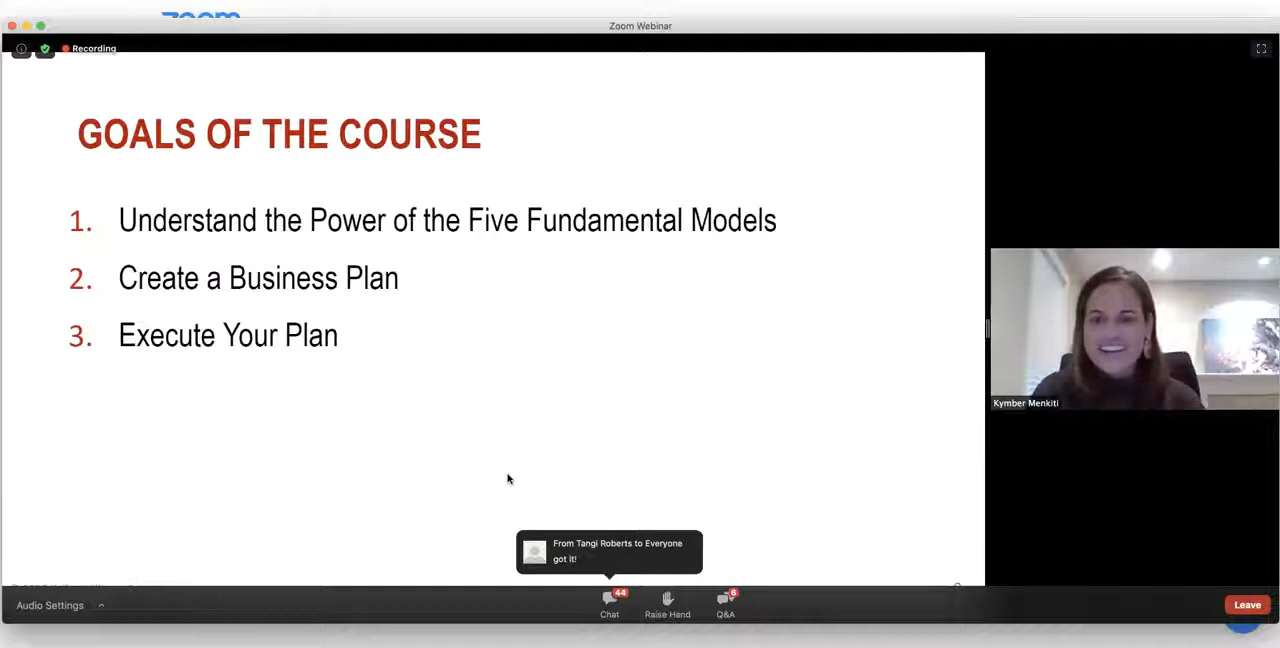 zoom
Zoom Webinar
Recording
GOALS OF THE COURSE
1. Understand the Power of the Five Fundamental Models
2. Create a Business Plan
3. Execute Your Plan
Kymber Menkiti
From Tangi Roberts to Everyone
got it!
Audio Settings
44
Chat
Raise Hand
6
Q&A
Leave